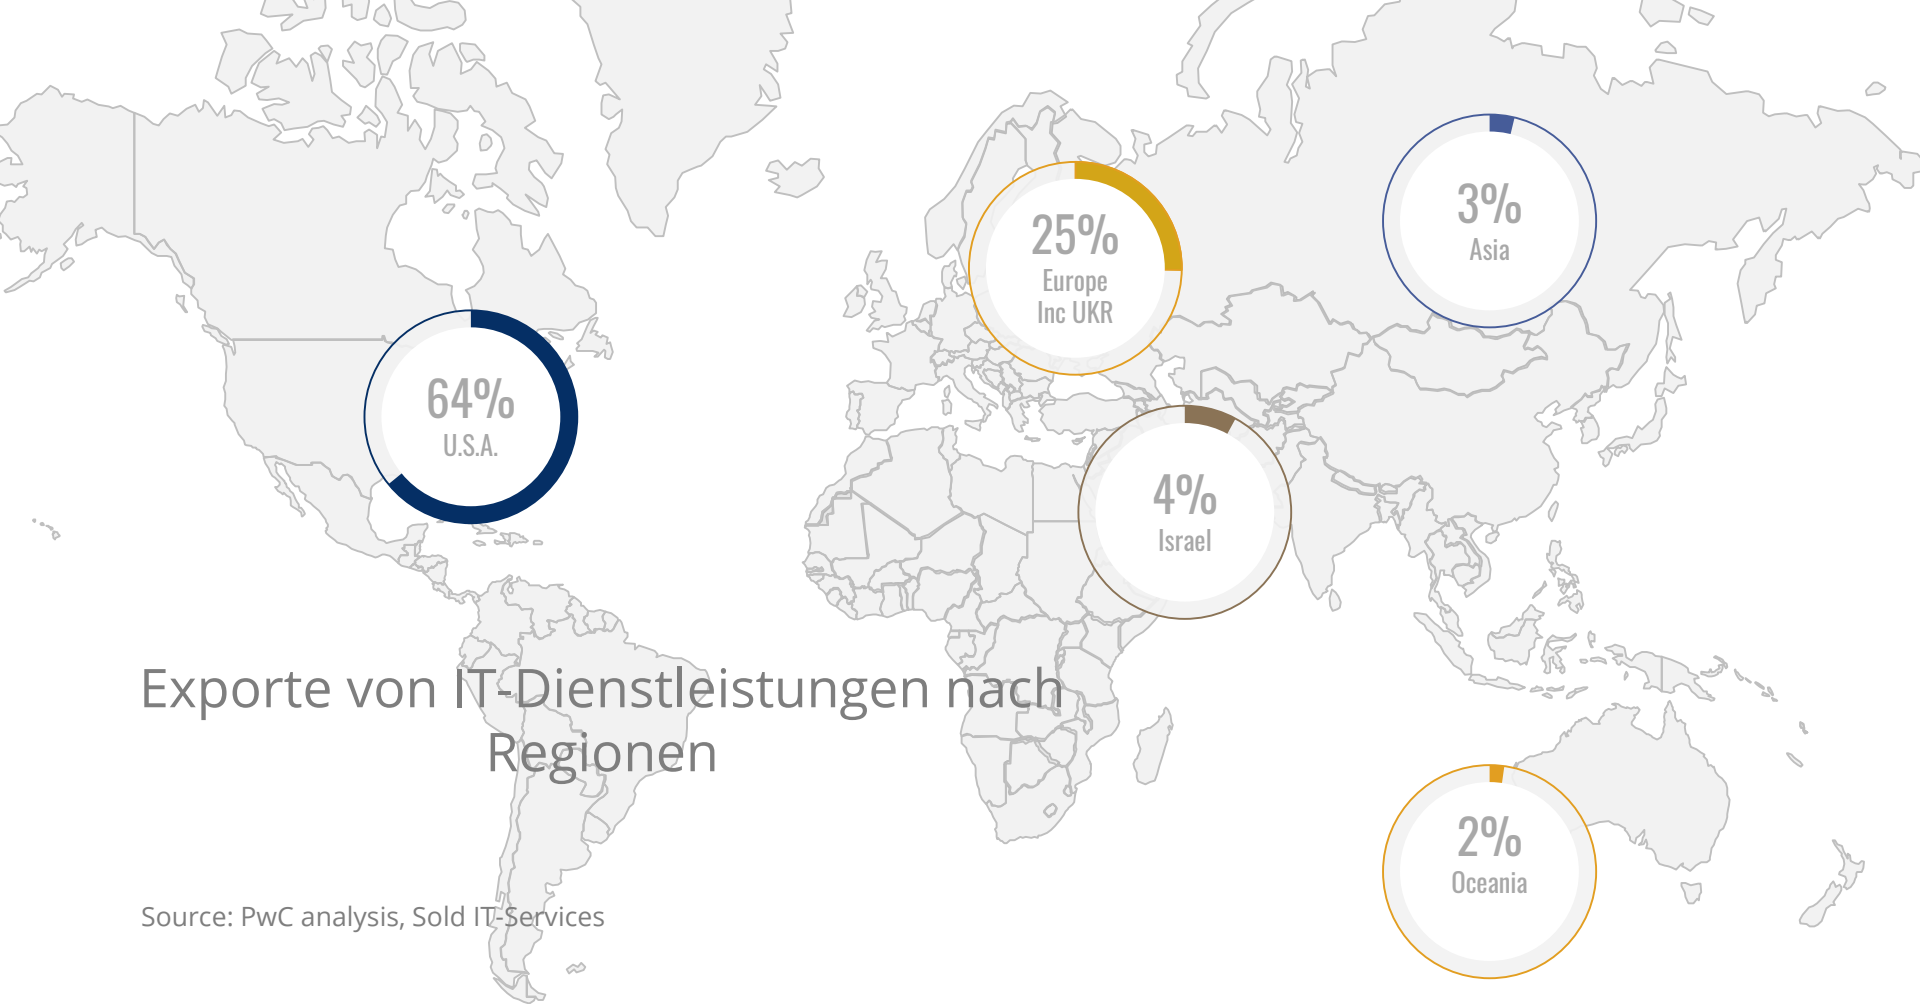 3%
Asia
25%
Europe
Inc UKR
64%
U.S.A.
4%
Israel
Exporte von IT-Dienstleistungen nach
Regionen
2%
Oceania
Source: PwC analysis, Sold IT-Services